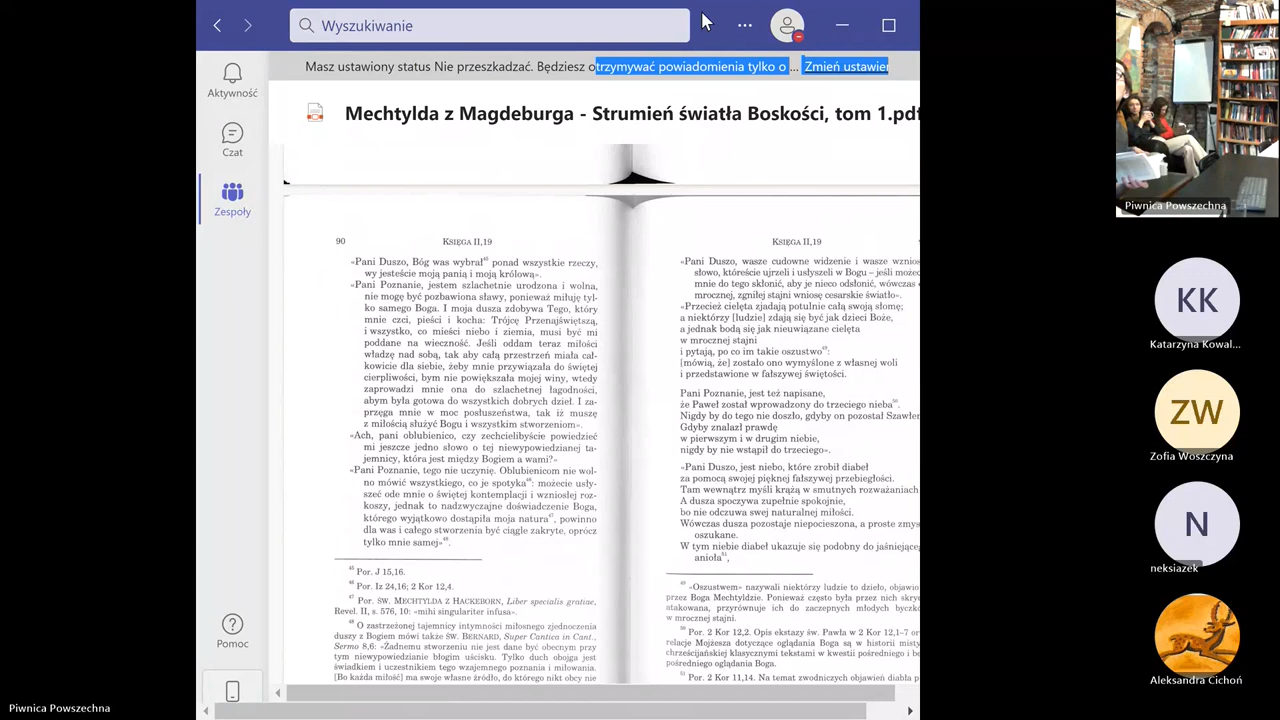 Wyszukiwanie
Masz ustawiony status Nie przeszkadzać. Będziesz otrzymywać powiadomienia tylko o ... Zmień ustawier
Aktywność
Czat
Zespoły
Pomoc
Mechtylda z Magdeburga - Strumień światła Boskości, tom 1.pdf
90 KSIĘGA II,19
«Pani Duszo, Bóg was wybrał⁴⁵ ponad wszystkie rzeczy,
wy jesteście moją panią i moją królową».
«Pani Poznanie, jestem szlachetnie urodzona i wolna,
nie mogę być pozbawiona sławy, ponieważ miłuję tyl-
ko samego Boga. I moja dusza zdobywa Tego, który
mnie czci, pieści i kocha: Trójcę Przenajświętszą,
i wszystko, co mieści niebo i ziemia, musi być mi
poddane na wieczność. Jeśli oddam teraz miłości
władzę nad sobą, tak aby całą przestrzeń miała cał-
kowicie dla siebie, żeby mnie przywiązała do świętej
cierpliwości, bym nie powiększała mojej winy, wtedy
zaprowadzi mnie ona do szlachetnej łagodności,
abym była gotowa do wszystkich dobrych dzieł. I za-
przęga mnie w moc posłuszeństwa, tak iż muszę
z miłością służyć Bogu i wszystkim stworzeniom».
«Ach, pani oblubienico, czy zechcielibyście powiedzieć
mi jeszcze jedno słowo o tej niewypowiedzianej ta-
jemnicy, która jest między Bogiem a wami?»
«Pani Poznanie, tego nie uczynię. Oblubienicom nie wol-
no mówić wszystkiego, co je spotyka⁴⁶: możecie usły-
szeć ode mnie o świętej kontemplacji i wzniosłej roz-
koszy, jednak to nadzwyczajne doświadczenie Boga,
którego wyjątkowo dostąpiła moja natura⁴⁷, powinno
dla was i całego stworzenia być ciągle zakryte, oprócz
tylko mnie samej»⁴⁸.
⁴⁵ Por. J 15,16.
⁴⁶ Por. Iz 24,16; 2 Kor 12,4.
⁴⁷ Por. ŚW. MECHTYLDA Z HACKEBORN, Liber specialis gratiae,
Revel. II, s. 576, 10: «mihi singulariter infusa».
⁴⁸ O zastrzeżonej tajemnicy intymności miłosnego zjednoczenia
duszy z Bogiem mówi także ŚW. BERNARD, Super Cantica in Cant.,
Sermo 8,6: «Żadnemu stworzeniu nie jest dane być obecnym przy
tym niewypowiedzianie błogim uścisku. Tylko duch obojga jest
świadkiem i uczestnikiem tego wzajemnego poznania i miłowania.
[Bo każda miłość] ma swoje własne źródło, do którego nikt obcy nie
KSIĘGA II,19
«Pani Duszo, wasze cudowne widzenie i wasze wznios
słowo, któreście ujrzeli i usłyszeli w Bogu – jeśli możec
mnie do tego skłonić, aby je nieco odsłonić, wówczas
mrocznej, zgniłej stajni wniosę cesarskie światło».
«Przecież cielęta zjadają potulnie całą swoją słomę;
a niektórzy [ludzie] zdają się być jak dzieci Boże,
a jednak bodą się jak nieuwiązane cielęta
w mrocznej stajni
i pytają, po co im takie oszustwo⁴⁹:
[mówią, że] zostało ono wymyślone z własnej woli
i przedstawione w fałszywej świętości.
Pani Poznanie, jest też napisane,
że Paweł został wprowadzony do trzeciego nieba⁵⁰.
Nigdy by do tego nie doszło, gdyby on pozostał Szawłem
Gdyby znalazł prawdę
w pierwszym i w drugim niebie,
nigdy by nie wstąpił do trzeciego».
«Pani Duszo, jest niebo, które zrobił diabeł
za pomocą swojej pięknej fałszywej przebiegłości.
Tam wewnątrz myśli krążą w smutnych rozważaniach
A dusza spoczywa zupełnie spokojnie,
bo nie odczuwa swej naturalnej miłości.
Wówczas dusza pozostaje niepocieszona, a proste zmys
oszukane.
W tym niebie diabeł ukazuje się podobny do jaśniejące
anioła⁵¹,
⁴⁹ «Oszustwem» nazywali niektórzy ludzie to dzieło, objawio
przez Boga Mechtyldzie. Ponieważ często była przez nich skry
atakowana, przyrównuje ich do zaczepnych młodych byczkó
w mrocznej stajni.
⁵⁰ Por. 2 Kor 12,2. Opis ekstazy św. Pawła w 2 Kor 12,1–7 or
relacje Mojżesza dotyczące oglądania Boga są w historii misty
chrześcijańskiej klasycznymi tekstami w kwestii pośredniego i be
pośredniego oglądania Boga.
⁵¹ Por. 2 Kor 11,14. Na temat zwodniczych objawień diabła p
Piwnica Powszechna
KK
Katarzyna Kowal...
ZW
Zofia Woszczyna
N
neksiazek
Aleksandra Cichoń
Piwnica Powszechna